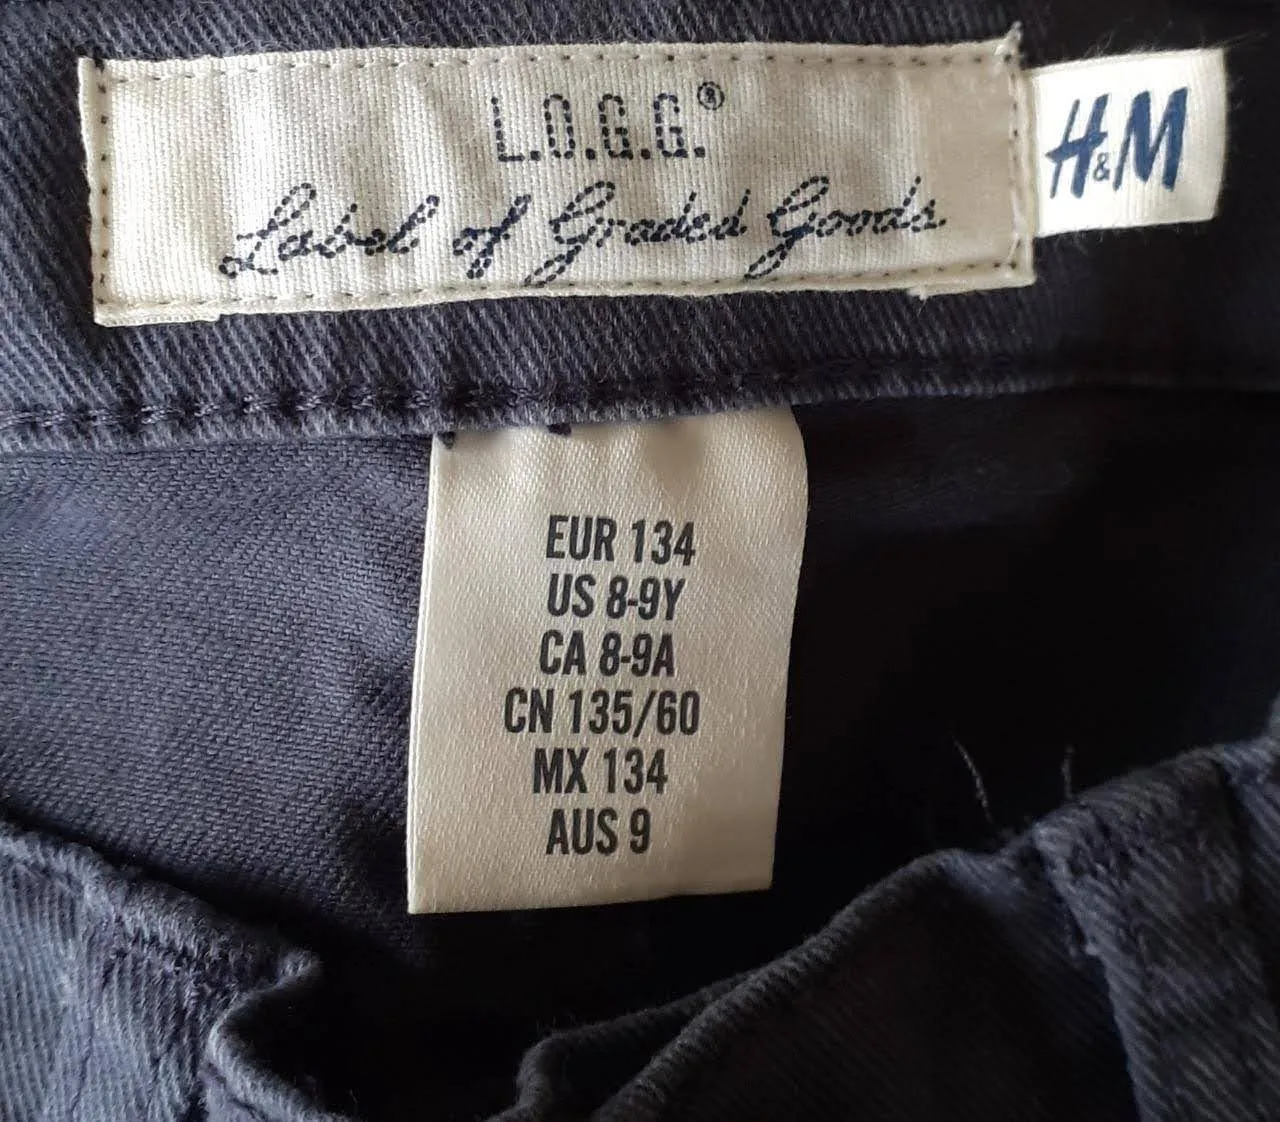 L.O.G.G.®
Label of Graded Goods
H&M
EUR 134
US 8-9Y
CA 8-9A
CN 135/60
MX 134
AUS 9